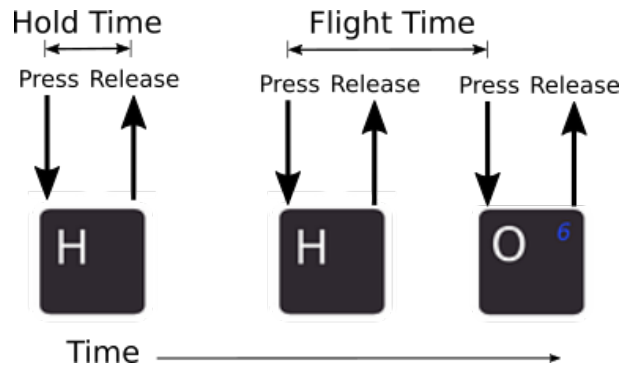 Hold Time Flight Time
Press Release Press Release Press Release
H H O 6
Time